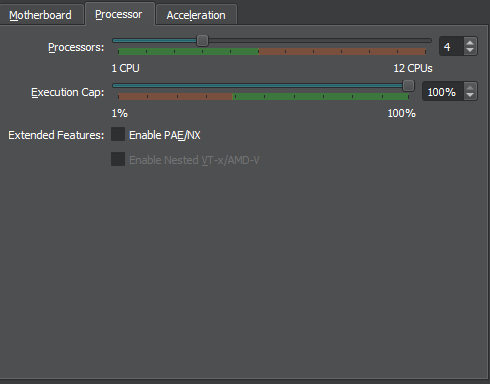 Motherboard Processor Acceleration
Processors: 4
1 CPU 12 CPUs
Execution Cap: 100%
1% 100%
Extended Features: Enable PAE/NX
Enable Nested VT-x/AMD-V